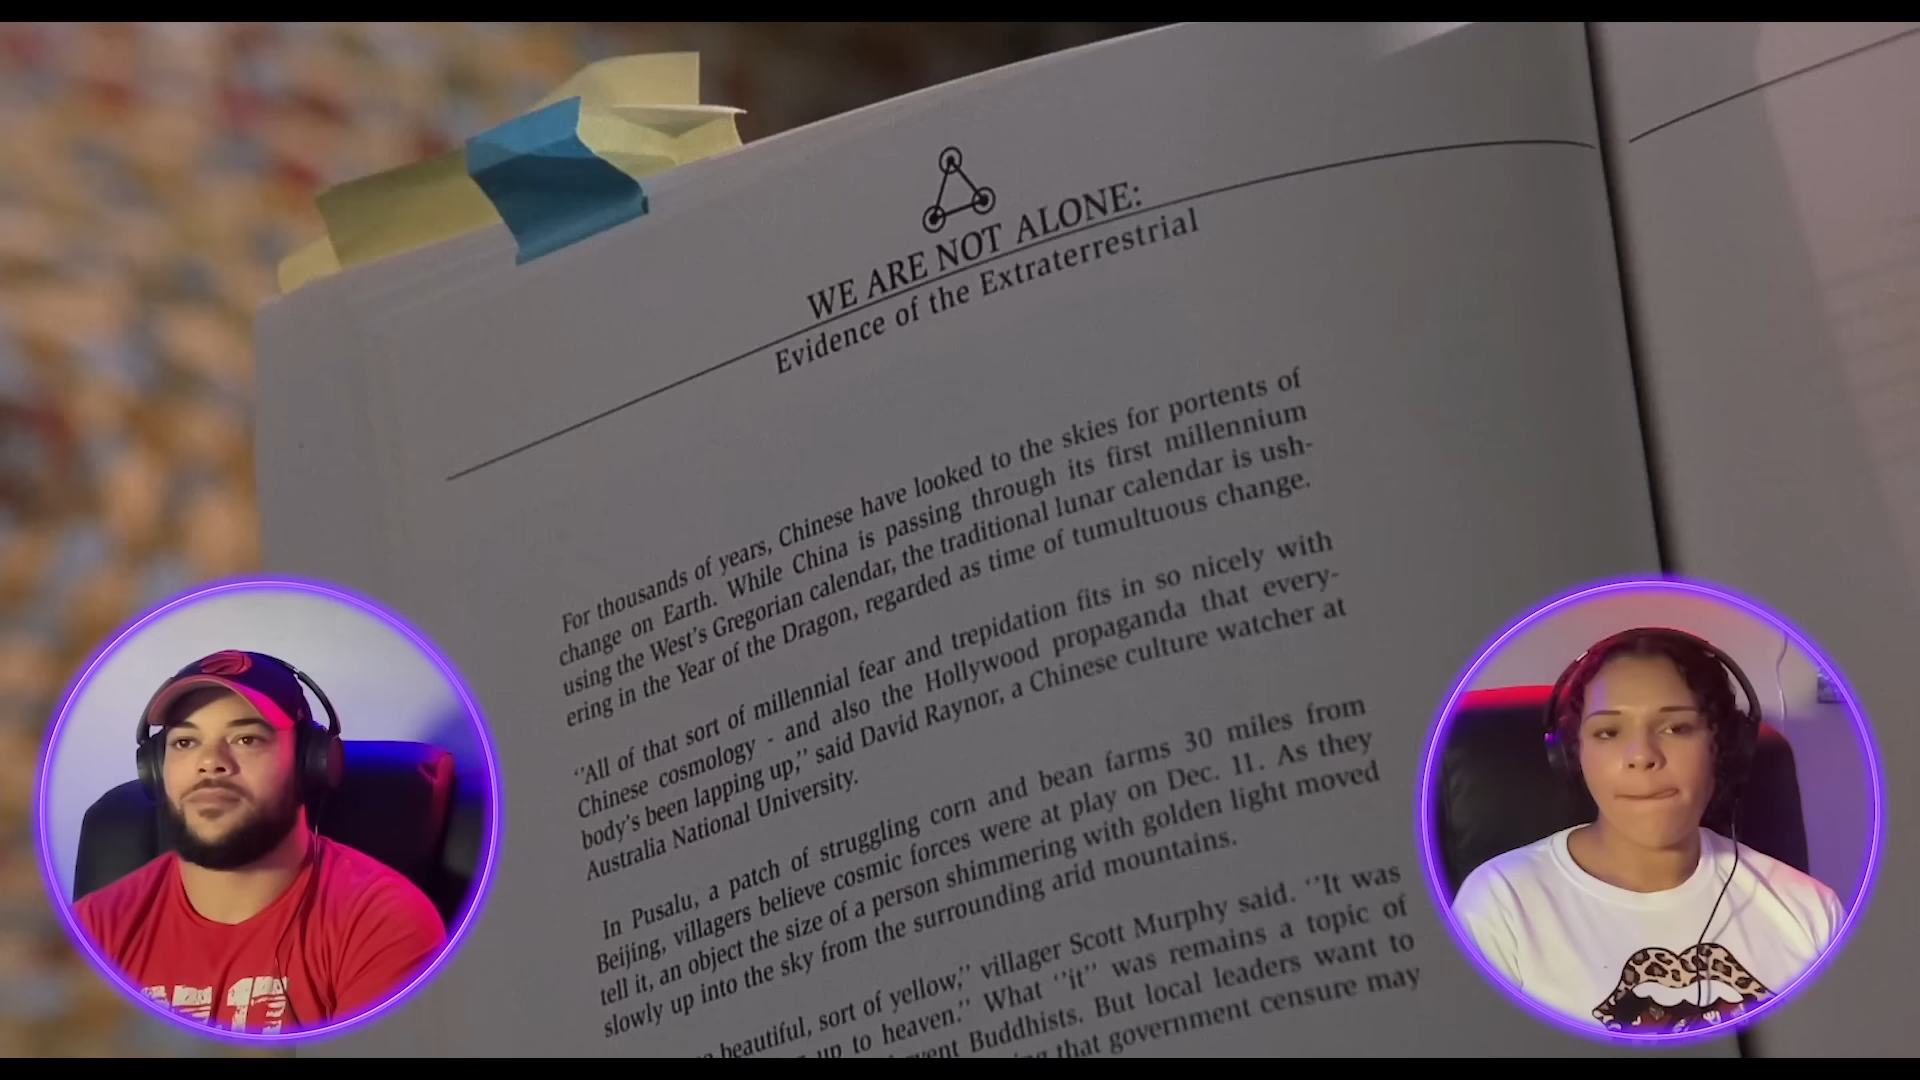 WE ARE NOT ALONE:
Evidence of the Extraterrestrial
For thousands of years, Chinese have looked to the skies for portents of
change on Earth. While China is passing through its first millennium
using the West's Gregorian calendar, the traditional lunar calendar is ush-
ering in the Year of the Dragon, regarded as time of tumultuous change.
"All of that sort of millennial fear and trepidation fits in so nicely with
Chinese cosmology - and also the Hollywood propaganda that every-
body's been lapping up," said David Raynor, a Chinese culture watcher at
Australia National University.
In Pusalu, a patch of struggling corn and bean farms 30 miles from
Beijing, villagers believe cosmic forces were at play on Dec. 11. As they
tell it, an object the size of a person shimmering with golden light moved
slowly up into the sky from the surrounding arid mountains.
beautiful, sort of yellow," villager Scott Murphy said. "It was
up to heaven." What "it" was remains a topic of
Buddhists. But local leaders want to
that government censure may